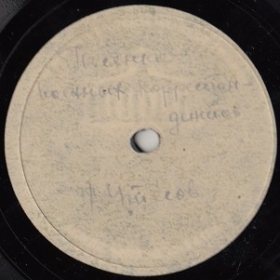 Песня
военных корреспон-
дентов
Л. Утёсов